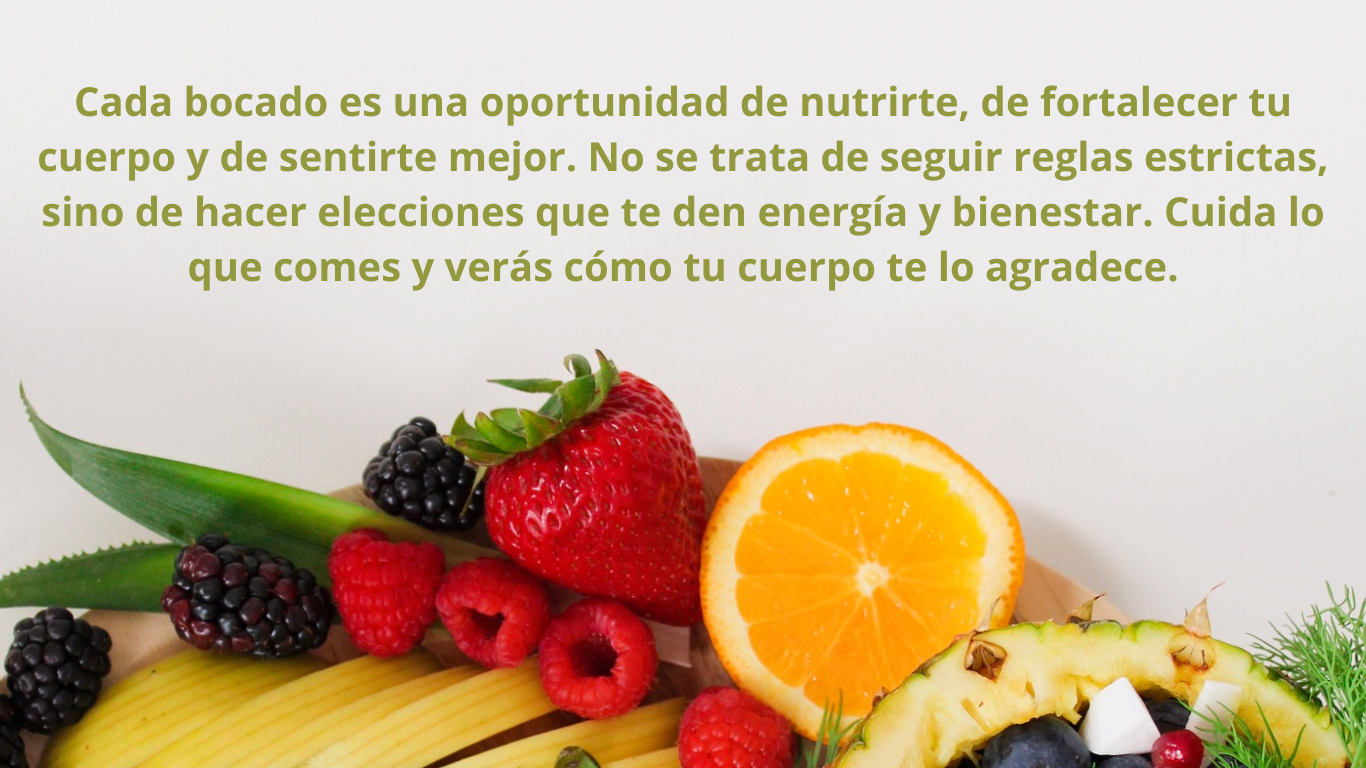 Cada bocado es una oportunidad de nutrirte, de fortalecer tu
cuerpo y de sentirte mejor. No se trata de seguir reglas estrictas,
sino de hacer elecciones que te den energía y bienestar. Cuida lo
que comes y verás cómo tu cuerpo te lo agradece.